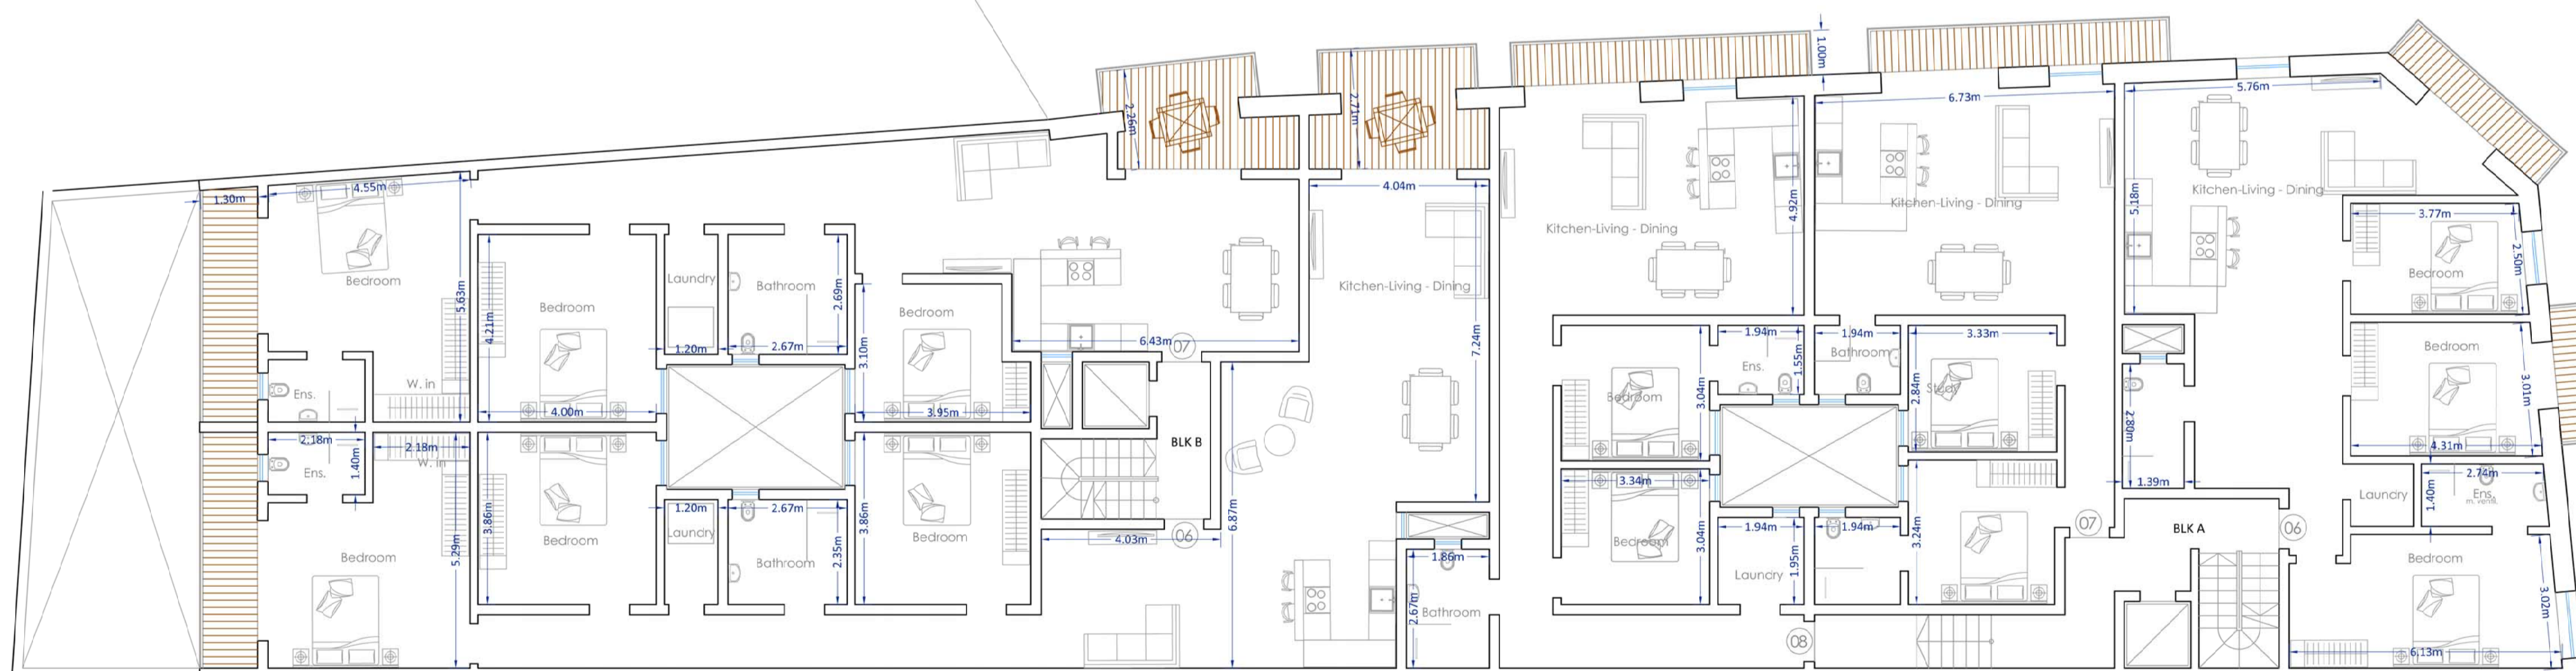 1.00m
6.73m
5.76m
2.26m
2.71m
1.30m
4.55m
4.04m
4.92m
5.18m
Kitchen-Living - Dining
Kitchen-Living - Dining
Kitchen-Living - Dining
Kitchen-Living - Dining
3.77m
2.50m
Bedroom
Bedroom
5.63m
Bedroom
4.21m
Laundry
Bathroom
2.69m
Bedroom
3.10m
1.20m
2.67m
6.43m
07
7.24m
1.94m
1.55m
Ens.
1.94m
Bathroom
3.33m
2.84m
Study
Bedroom
3.01m
4.31m
W. in
Ens.
4.00m
3.95m
Bedroom
3.04m
2.80m
2.18m
2.18m
W. in
Ens.
1.40m
BLK B
3.34m
1.39m
2.74m
1.40m
Laundry
Ens.
m. vent.
3.86m
5.29m
Bedroom
1.20m
Laundry
2.67m
Bathroom
2.35m
3.86m
Bedroom
4.03m
06
6.87m
1.86m
2.67m
Bathroom
Bedroom
3.04m
1.94m
Laundry
1.95m
1.94m
3.24m
07
BLK A
06
Bedroom
Bedroom
08
3.02m
6.13m